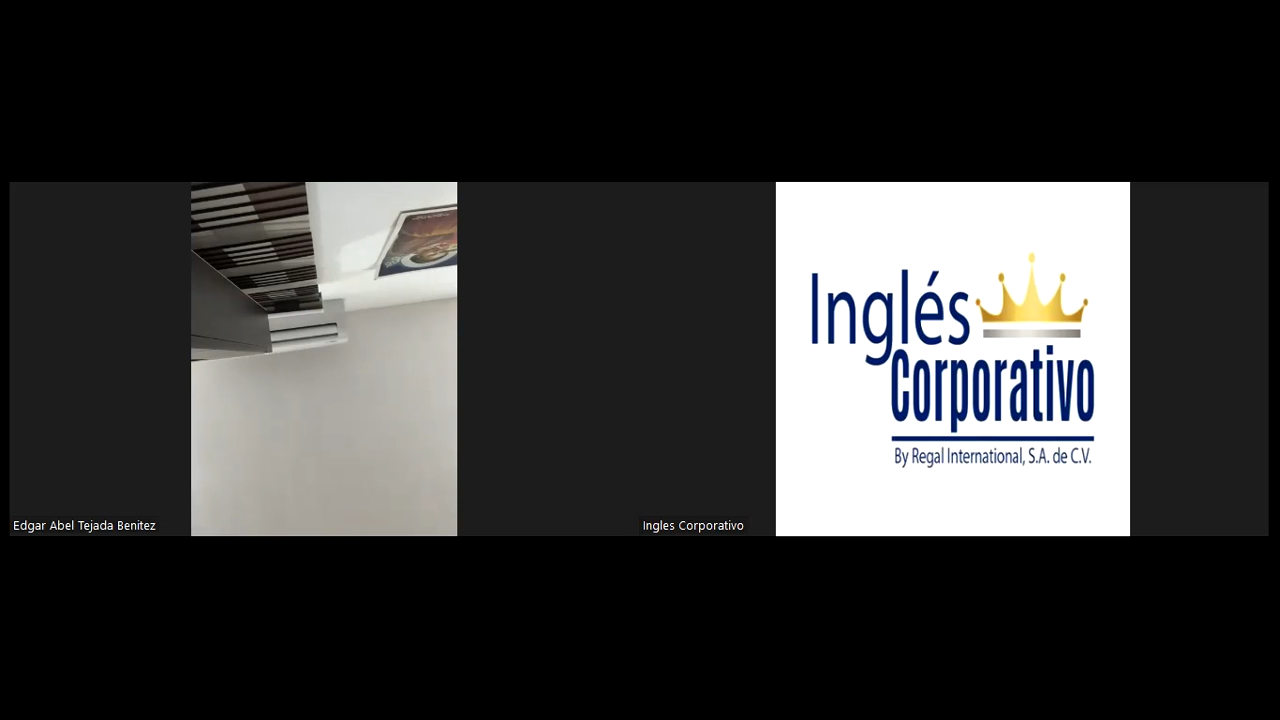 Inglés
Corporativo
By Regal International, S.A. de C.V.
Edgar Abel Tejada Benitez
Ingles Corporativo